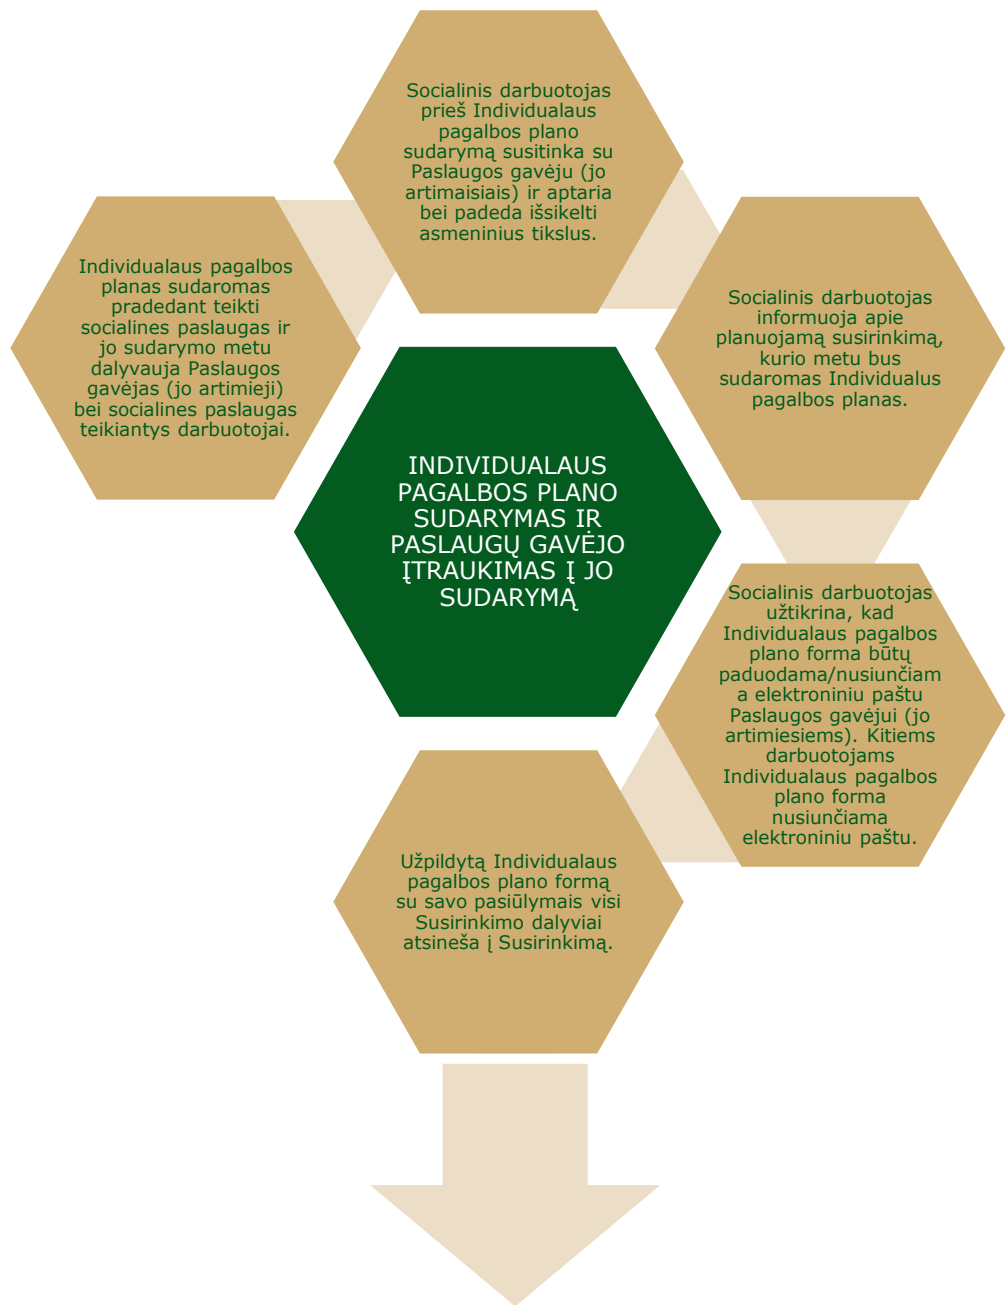 Socialinis darbuotojas
prieš Individualaus
pagalbos plano
sudarymą susitinka su
Paslaugos gavėju (jo
artimaisiais) ir aptaria
bei padeda išsikelti
asmeninius tikslus.
Individualaus pagalbos
planas sudaromas
pradedant teikti
socialines paslaugas ir
jo sudarymo metu
dalyvauja Paslaugos
gavėjas (jo artimieji)
bei socialines paslaugas
teikiantys darbuotojai.
Socialinis darbuotojas
informuoja apie
planuojamą susirinkimą,
kurio metu bus
sudaromas Individualus
pagalbos planas.
INDIVIDUALAUS
PAGALBOS PLANO
SUDARYMAS IR
PASLAUGŲ GAVĖJO
ĮTRAUKIMAS Į JO
SUDARYMĄ
Socialinis darbuotojas
užtikrina, kad
Individualaus pagalbos
plano forma būtų
paduodama/nusiunčiam
a elektroniniu paštu
Paslaugos gavėjui (jo
artimiesiems). Kitiems
darbuotojams
Individualaus pagalbos
plano forma
nusiunčiama
elektroniniu paštu.
Užpildytą Individualaus
pagalbos plano formą
su savo pasiūlymais visi
Susirinkimo dalyviai
atsineša į Susirinkimą.